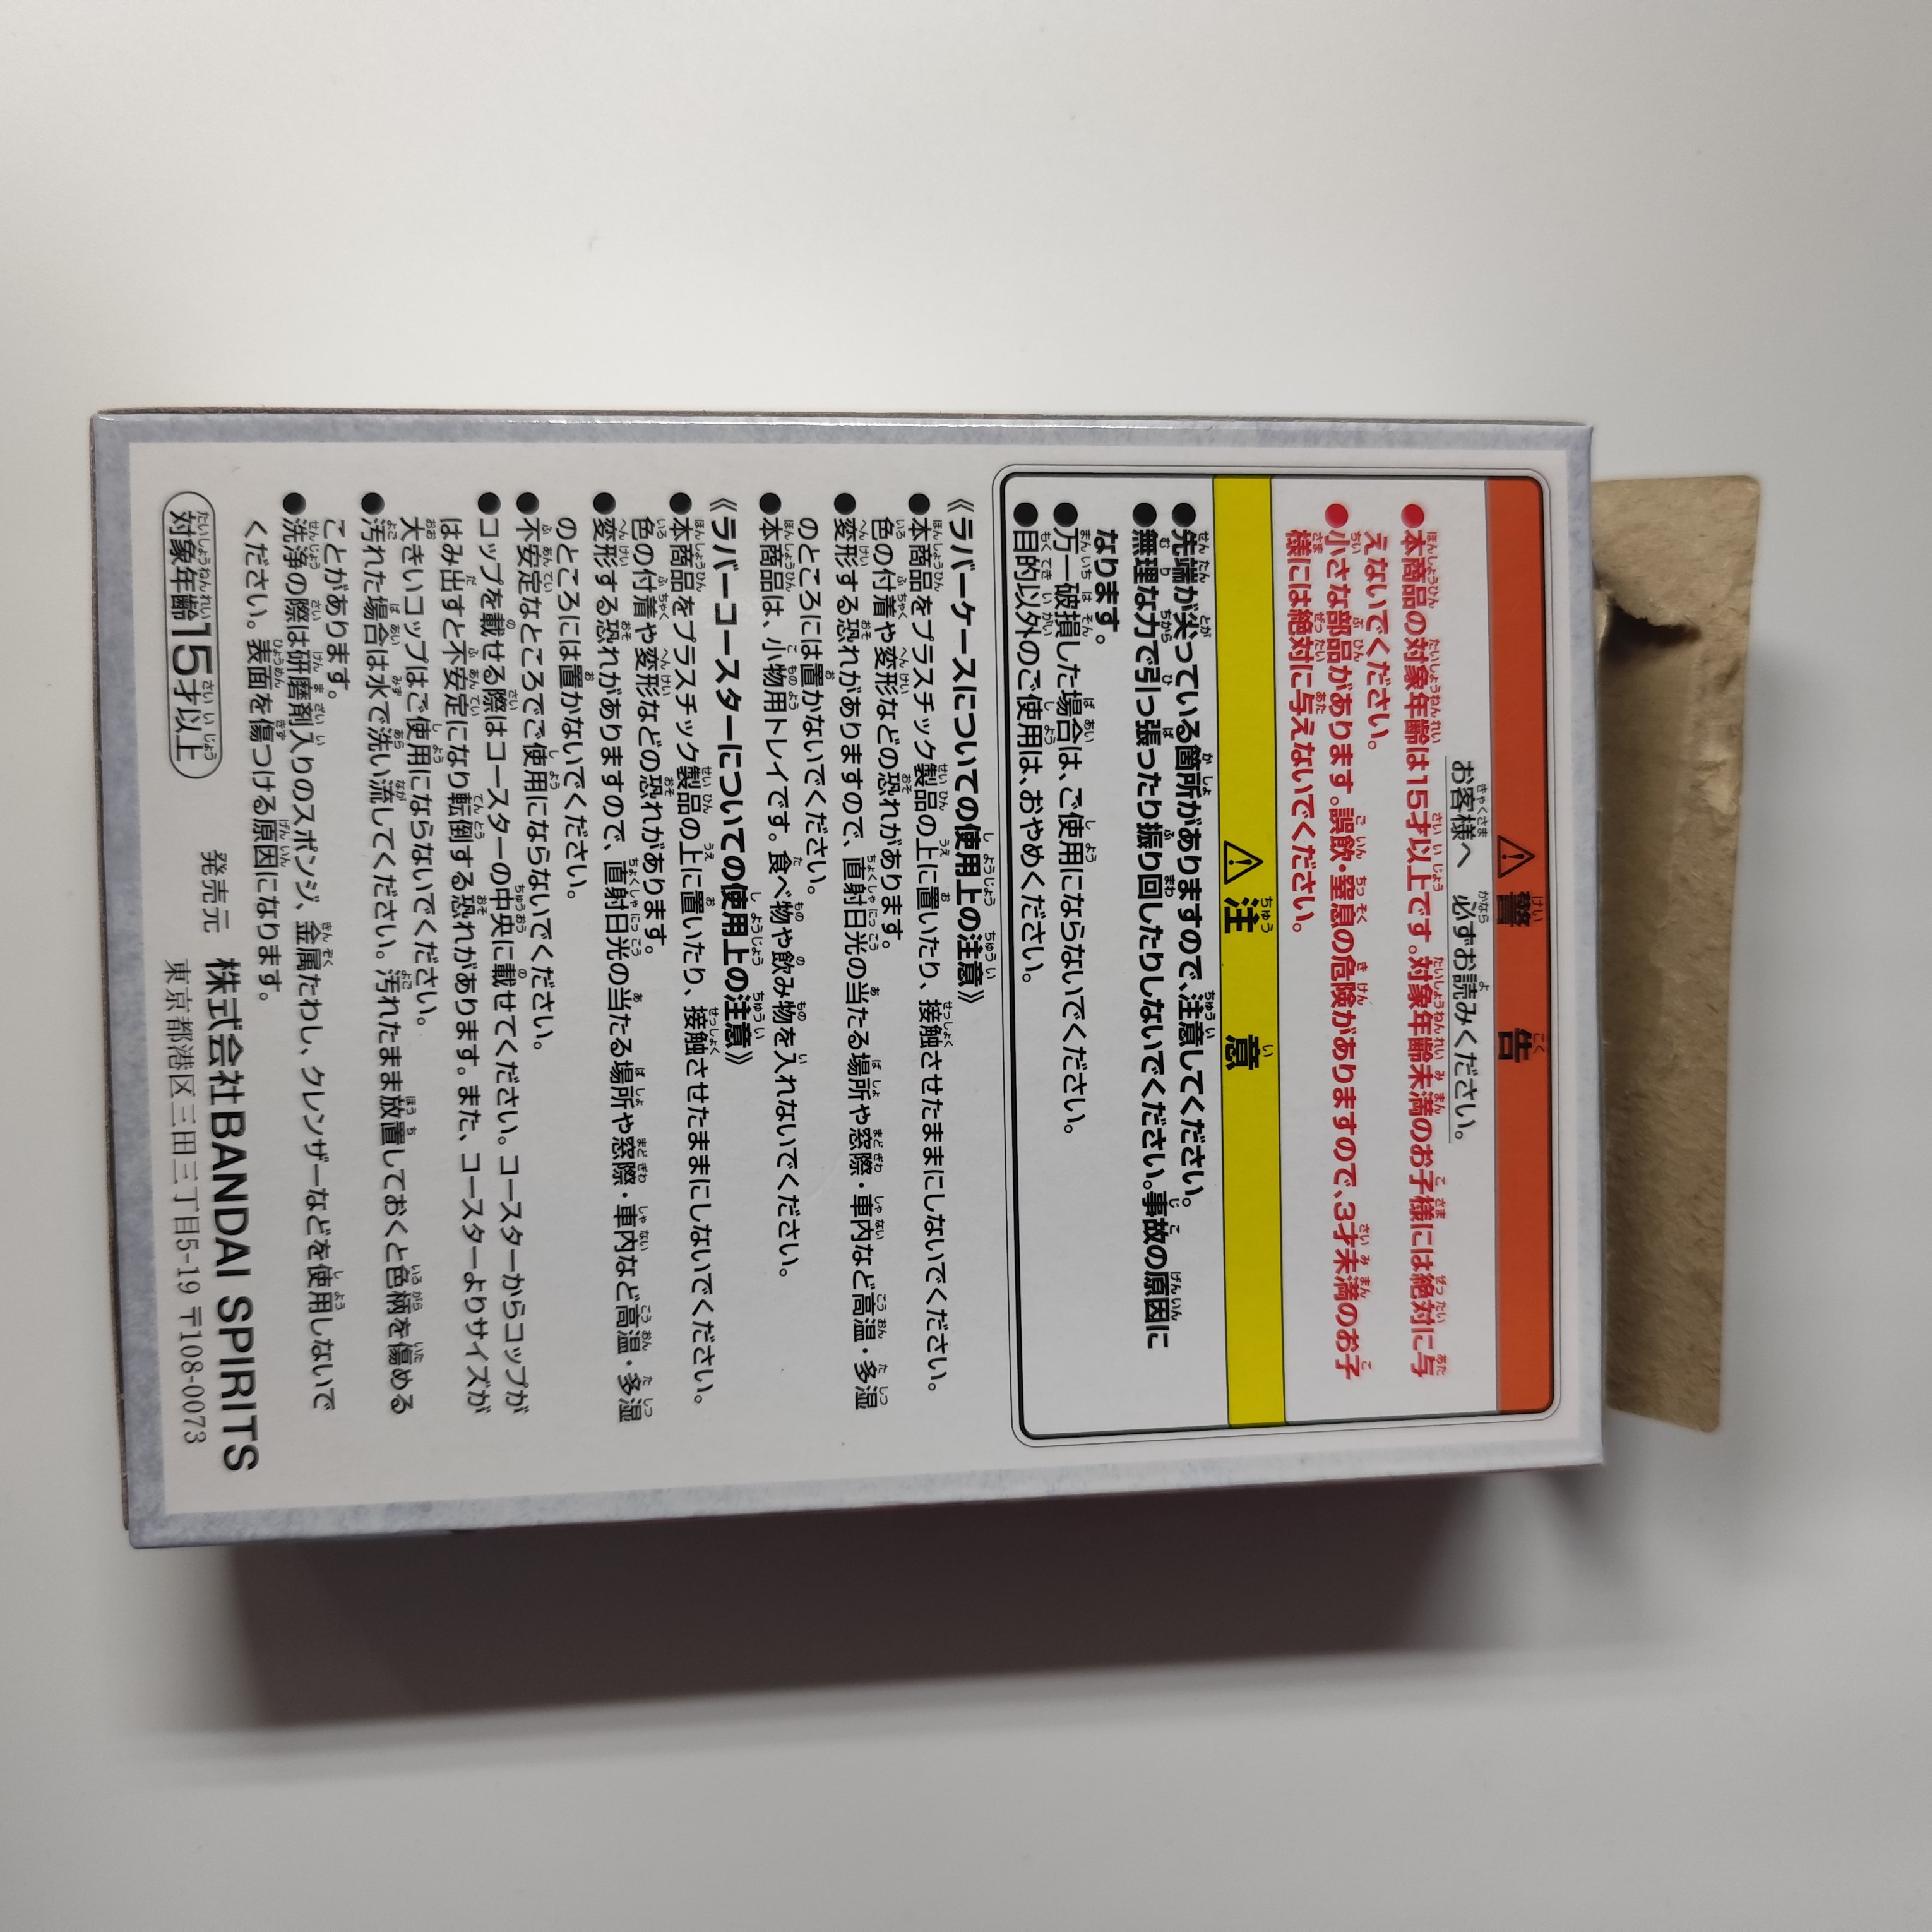 ⚠警告
お客様へ 必ずお読みください。
●本商品の対象年齢は15才以上です。対象年齢未満のお子様には絶対に与
えないでください。
●小さな部品があります。誤飲・窒息の危険がありますので、3才未満のお子
様には絶対に与えないでください。
⚠注意
●先端が尖っている箇所がありますので、注意してください。
●無理な力で引っ張ったり振り回したりしないでください。事故の原因に
なります。
●万一破損した場合は、ご使用にならないでください。
●目的以外のご使用は、おやめください。
《ラバーケースについての使用上の注意》
●本商品をプラスチック製品の上に置いたり、接触させたままにしないでください。
色の付着や変形などの恐れがあります。
●変形する恐れがありますので、直射日光の当たる場所や窓際・車内など高温・多湿
のところには置かないでください。
●本商品は、小物用トレイです。食べ物や飲み物を入れないでください。
《ラバーコースターについての使用上の注意》
●本商品をプラスチック製品の上に置いたり、接触させたままにしないでください。
色の付着や変形などの恐れがあります。
●変形する恐れがありますので、直射日光の当たる場所や窓際・車内など高温・多湿
のところには置かないでください。
●不安定なところでご使用にならないでください。
●コップを載せる際はコースターの中央に載せてください。コースターからコップが
はみ出すと不安定になり転倒する恐れがあります。また、コースターよりサイズが
大きいコップはご使用にならないでください。
●汚れた場合は水で洗い流してください。汚れたまま放置しておくと色柄を傷める
ことがあります。
●洗浄の際は研磨剤入りのスポンジ、金属たわし、クレンザーなどを使用しないで
ください。表面を傷つける原因になります。
対象年齢15才以上
発売元 株式会社BANDAI SPIRITS
東京都港区三田三丁目5-19 〒108-0073